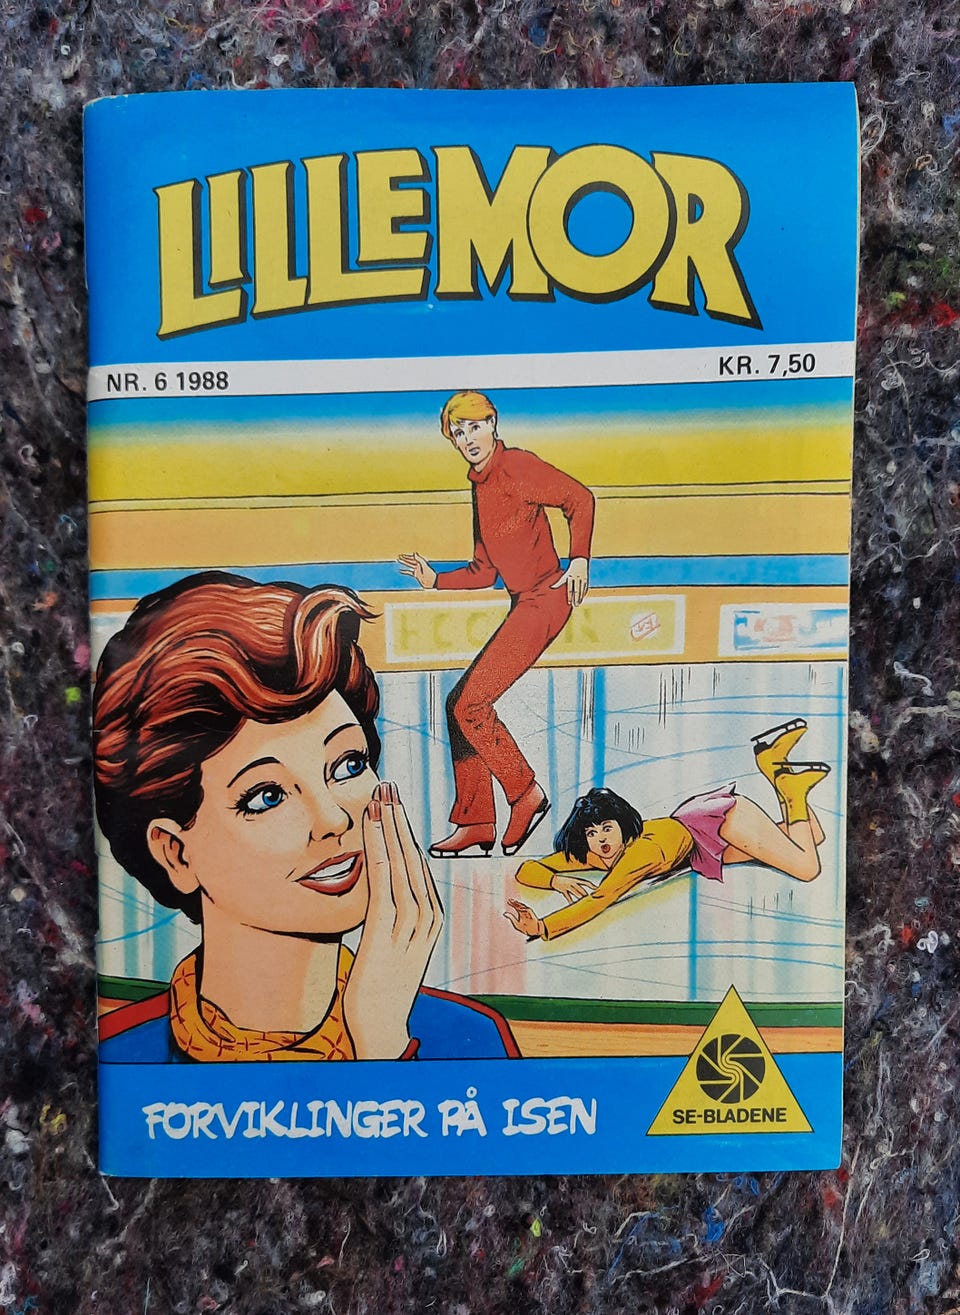 LILLEMOR
NR. 6 1988
KR. 7,50
FORVIKLINGER PÅ ISEN
SE-BLADENE